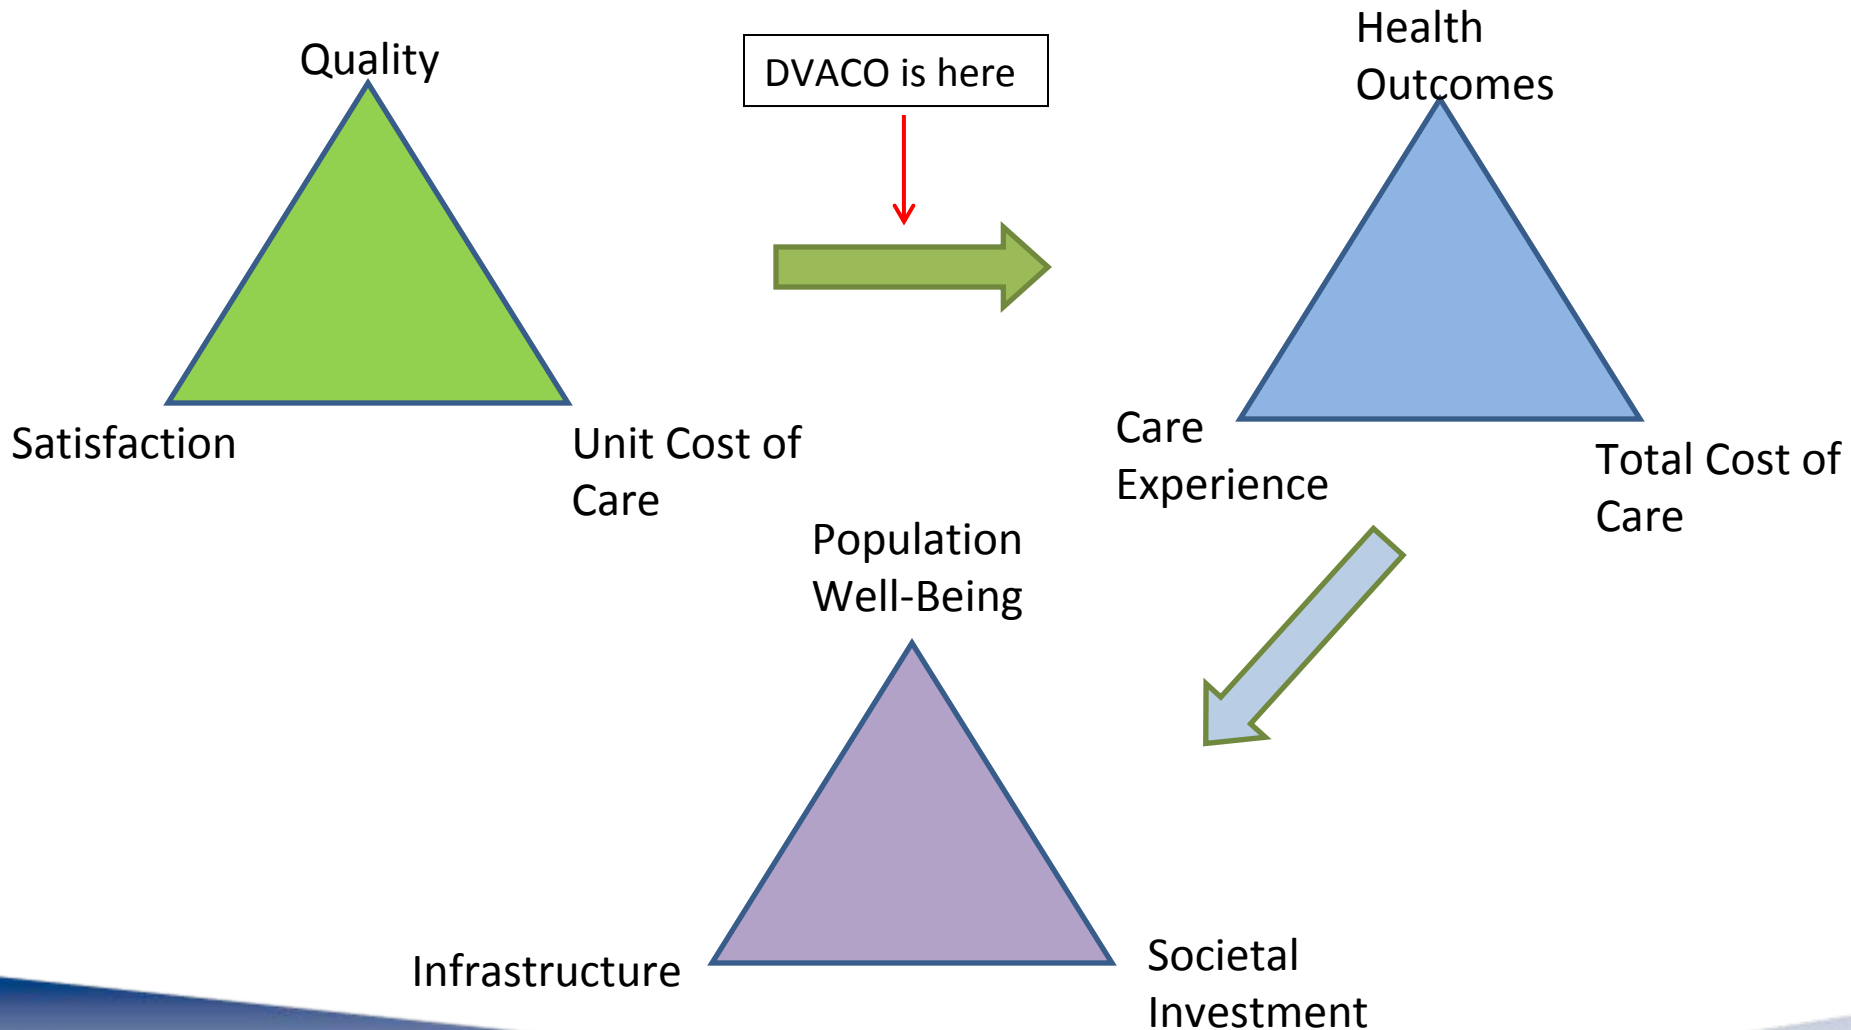 Quality
DVACO is here
Health
Outcomes
Satisfaction
Unit Cost of
Care
Care
Experience
Total Cost of
Care
Population
Well-Being
Infrastructure
Societal
Investment